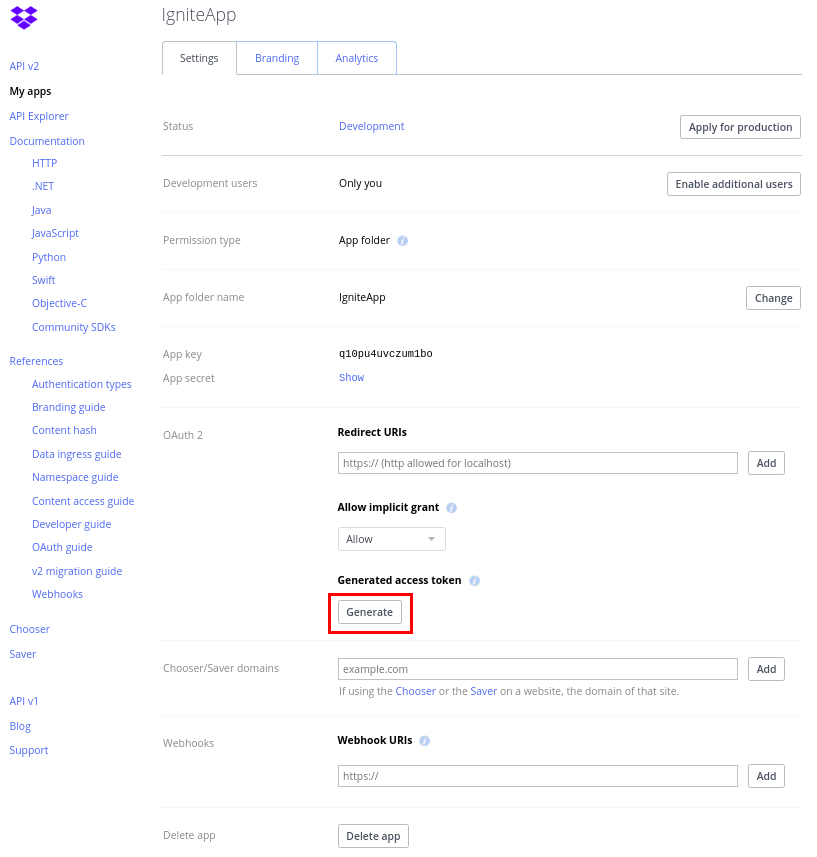 IgniteApp
API v2
My apps
API Explorer
Documentation
HTTP
.NET
Java
JavaScript
Python
Swift
Objective-C
Community SDKs
References
Authentication types
Branding guide
Content hash
Data ingress guide
Namespace guide
Content access guide
Developer guide
OAuth guide
v2 migration guide
Webhooks
Chooser
Saver
API v1
Blog
Support
Settings Branding Analytics
Status Development Apply for production
Development users Only you Enable additional users
Permission type App folder i
App folder name IgniteApp Change
App key q10pu4uvczum1bo
App secret Show
OAuth 2 Redirect URIs
https:// (http allowed for localhost) Add
Allow implicit grant i
Allow
Generated access token i
Generate
Chooser/Saver domains example.com Add
If using the Chooser or the Saver on a website, the domain of that site.
Webhooks Webhook URIs i
https:// Add
Delete app Delete app